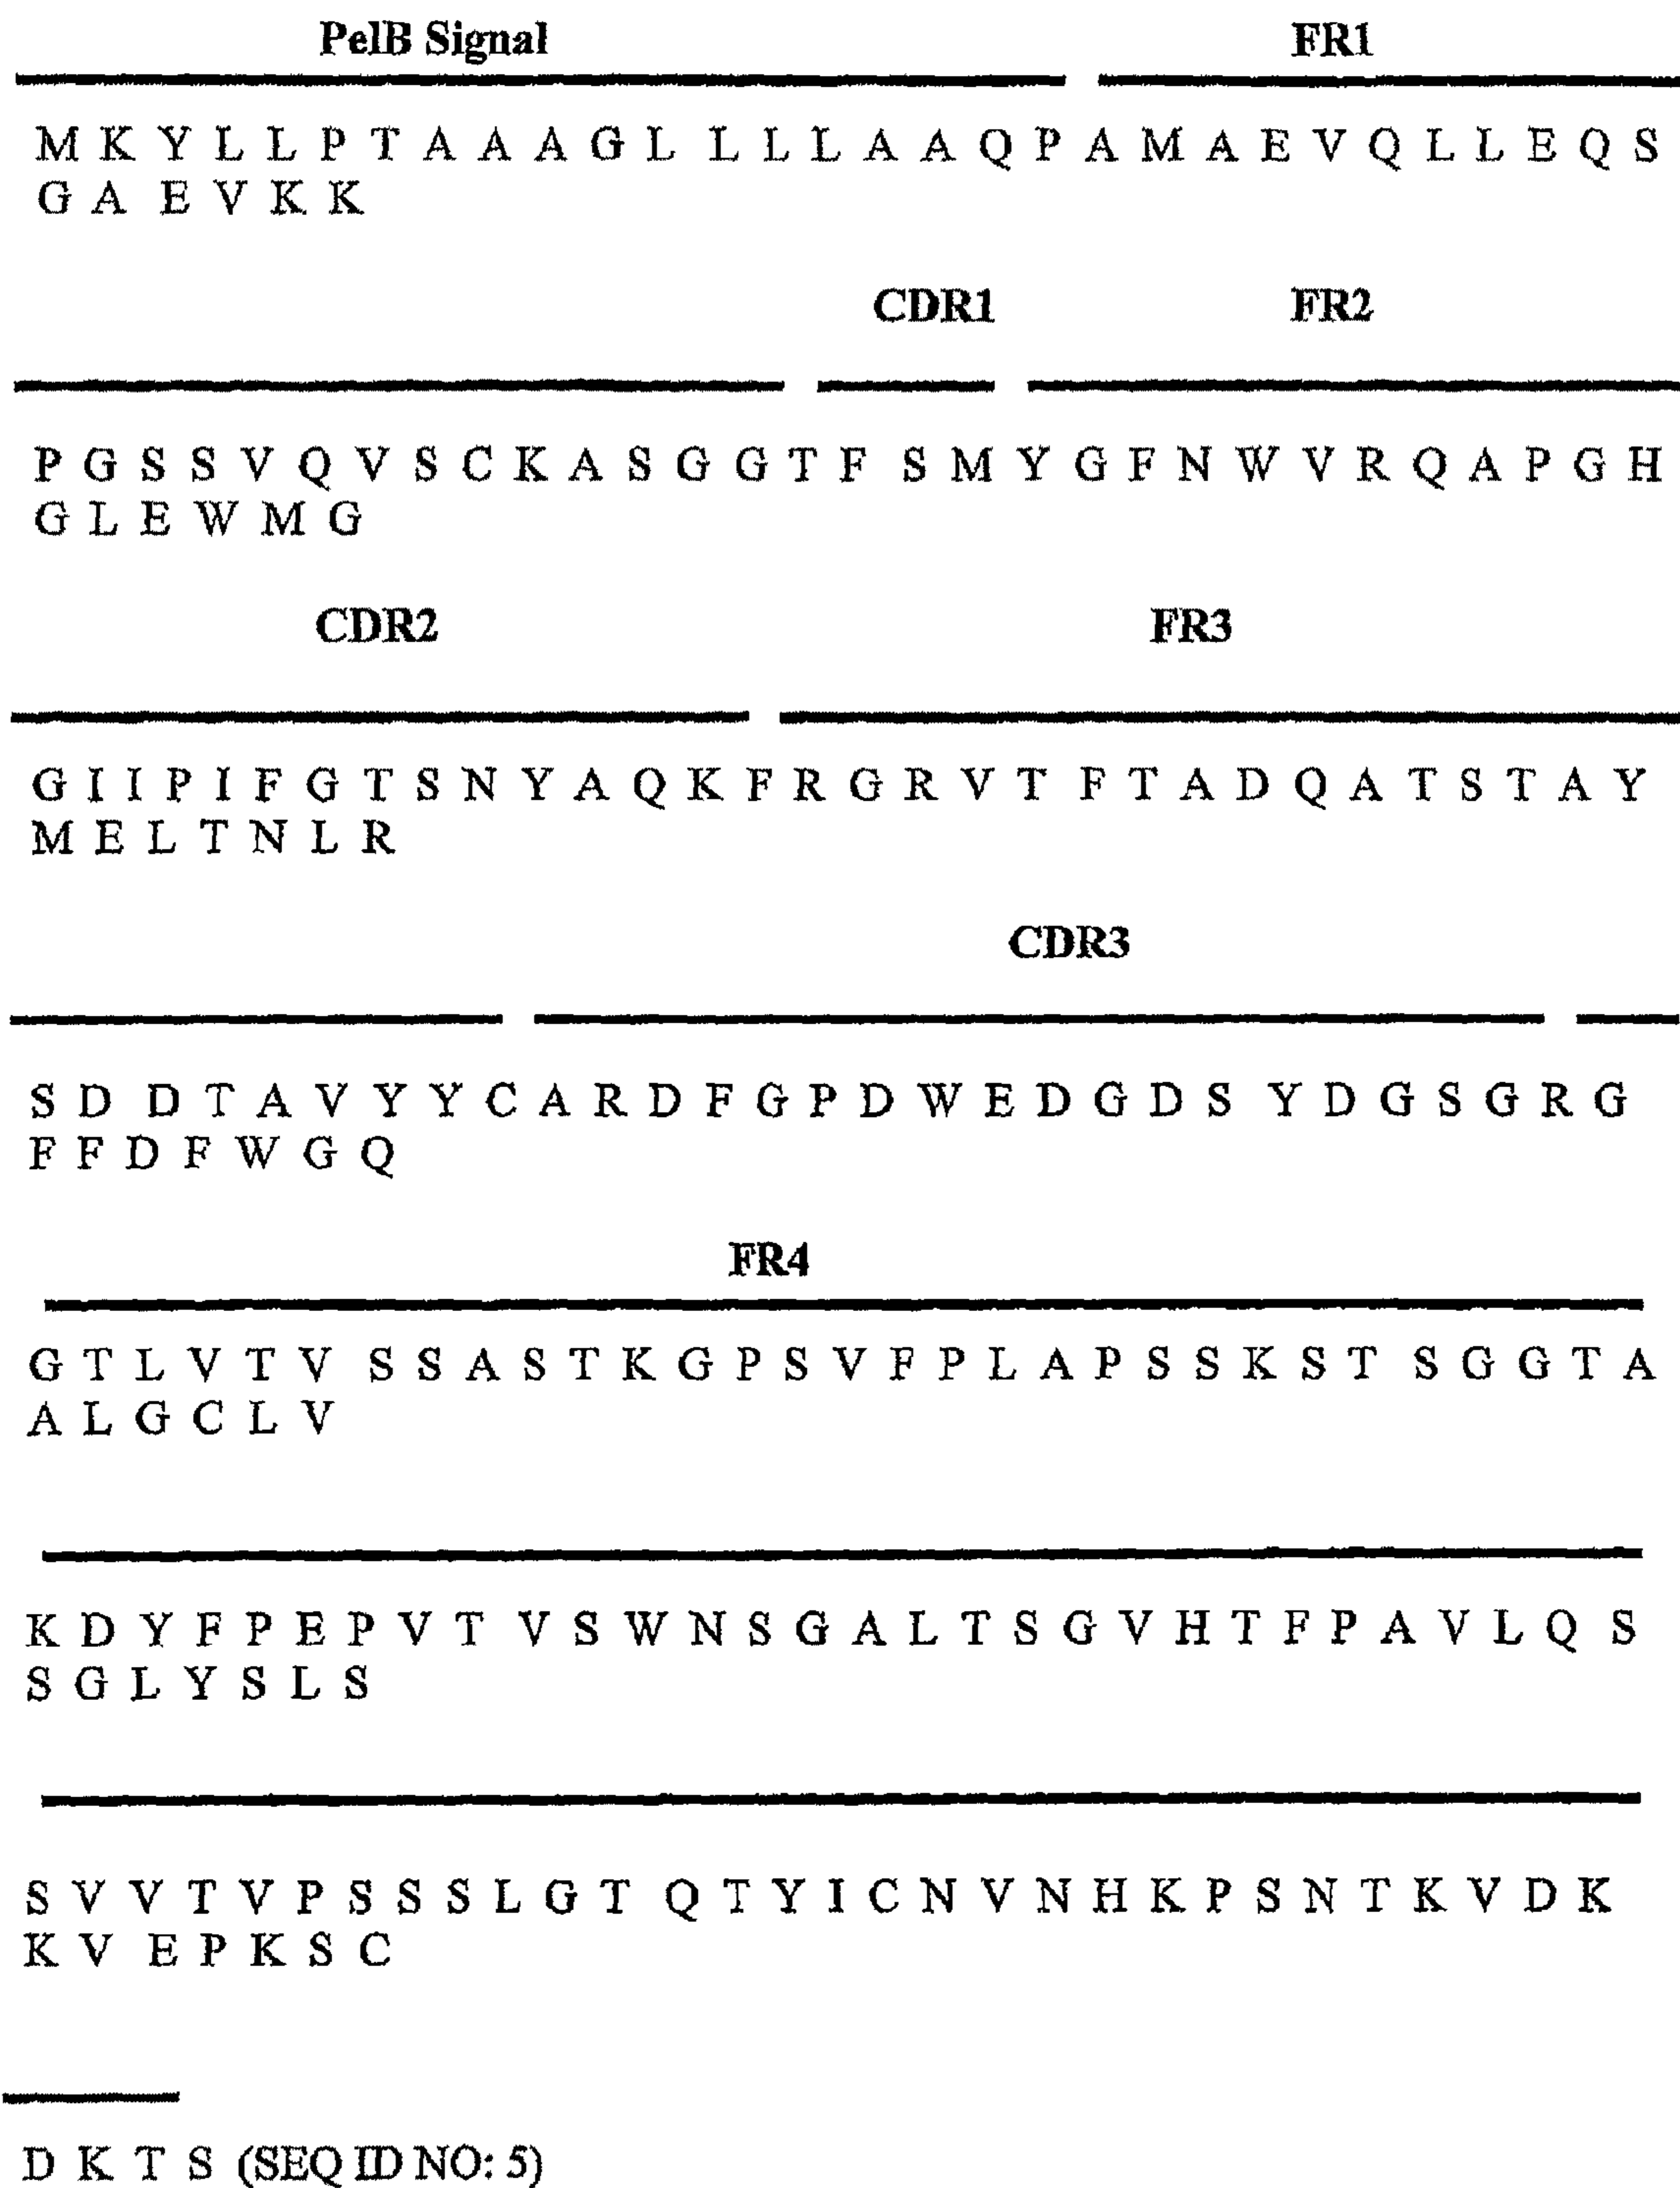 PelB Signal FR1
M K Y L L P T A A A G L L L L A A Q P A M A E V Q L L E Q S
G A E V K K
CDR1 FR2
P G S S V Q V S C K A S G G T F S M Y G F N W V R Q A P G H
G L E W M G
CDR2 FR3
G I I P I F G T S N Y A Q K F R G R V T F T A D Q A T S T A Y
M E L T N L R
CDR3
S D D T A V Y Y C A R D F G P D W E D G D S Y D G S G R G
F F D F W G Q
FR4
G T L V T V S S A S T K G P S V F P L A P S S K S T S G G T A
A L G C L V
K D Y F P E P V T V S W N S G A L T S G V H T F P A V L Q S
S G L Y S L S
S V V T V P S S S L G T Q T Y I C N V N H K P S N T K V D K
K V E P K S C
D K T S (SEQ ID NO: 5)